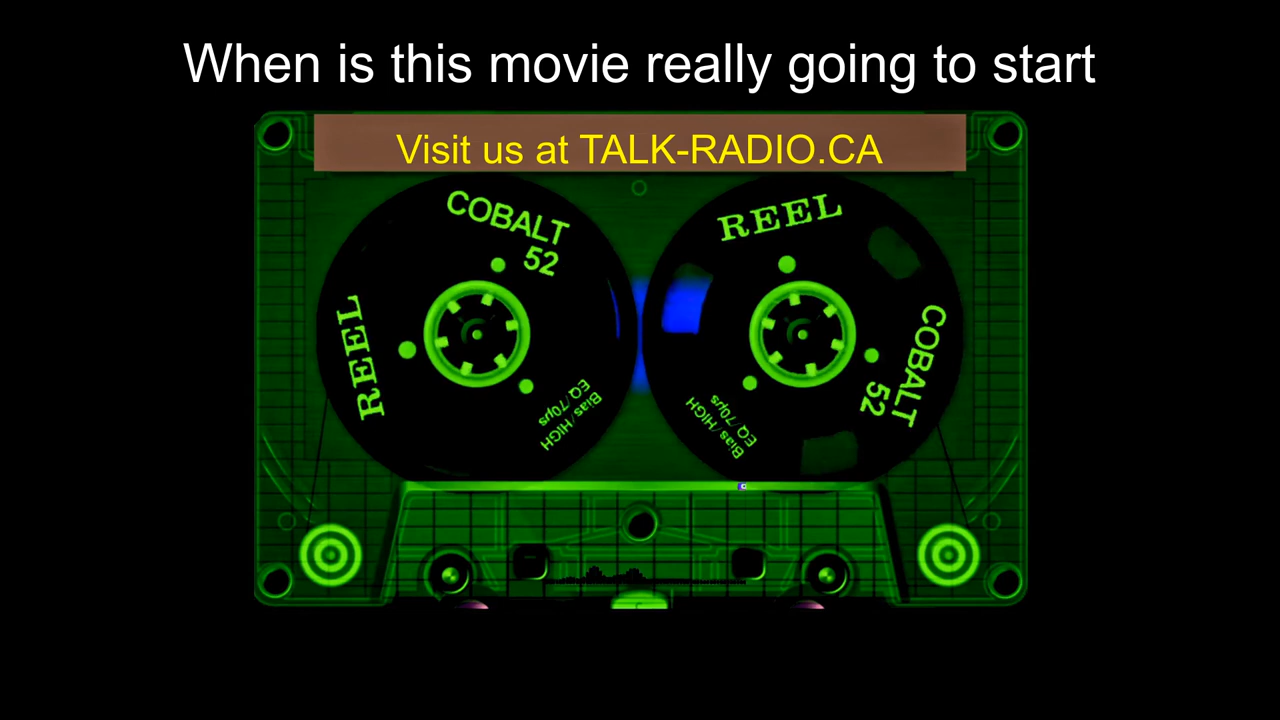 When is this movie really going to start
Visit us at TALK-RADIO.CA
COBALT
52
REEL
Bias/HIGH
EQ/70µs
REEL
COBALT
52
Bias/HIGH
EQ/70µs